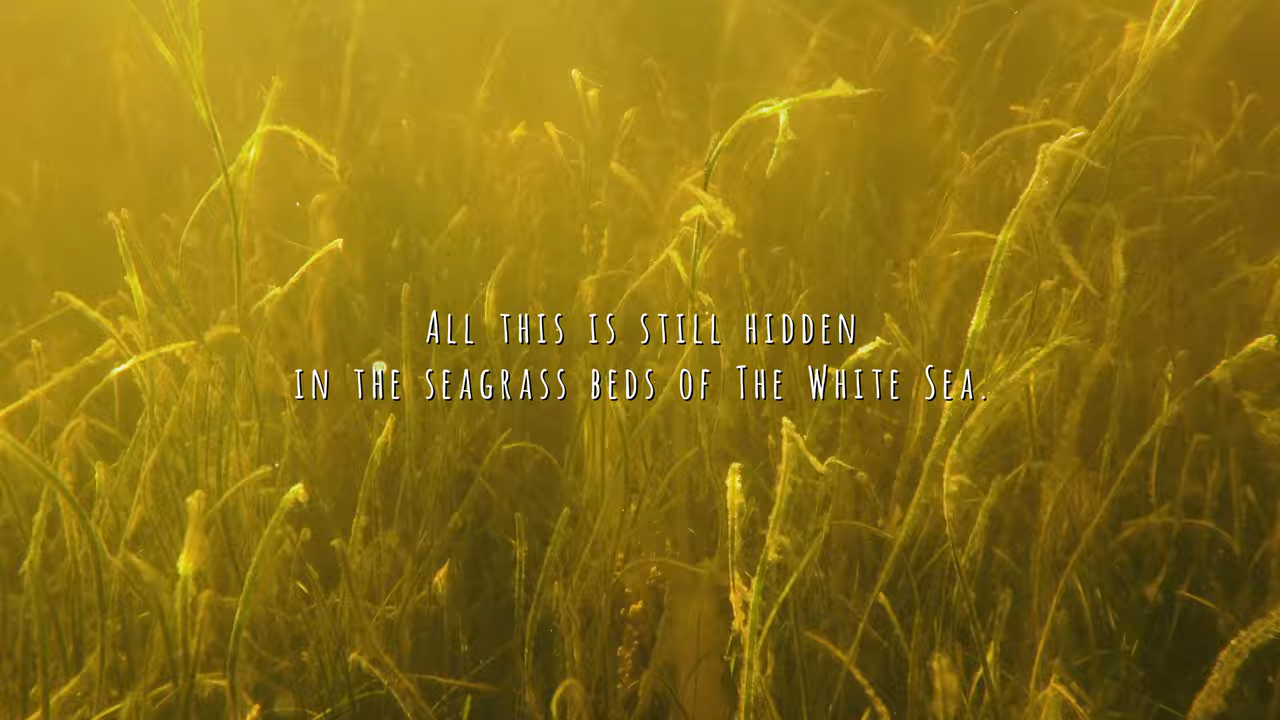 All this is still hidden
in the seagrass beds of The White Sea.